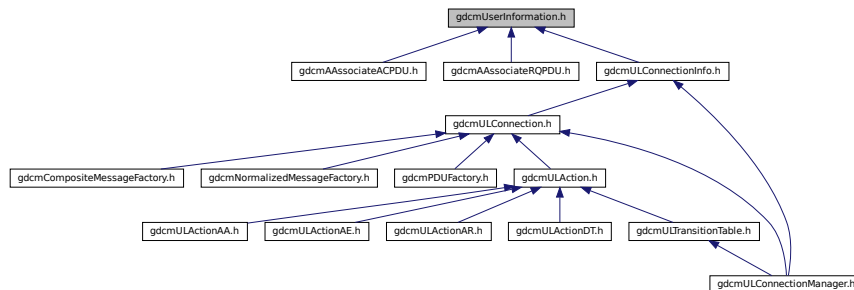 gdcmUserInformation.h
gdcmAAssociateACPDU.h
gdcmAAssociateRQPDU.h
gdcmULConnectionInfo.h
gdcmULConnection.h
gdcmCompositeMessageFactory.h
gdcmNormalizedMessageFactory.h
gdcmPDUFactory.h
gdcmULAction.h
gdcmULActionAA.h
gdcmULActionAE.h
gdcmULActionAR.h
gdcmULActionDT.h
gdcmULTransitionTable.h
gdcmULConnectionManager.h